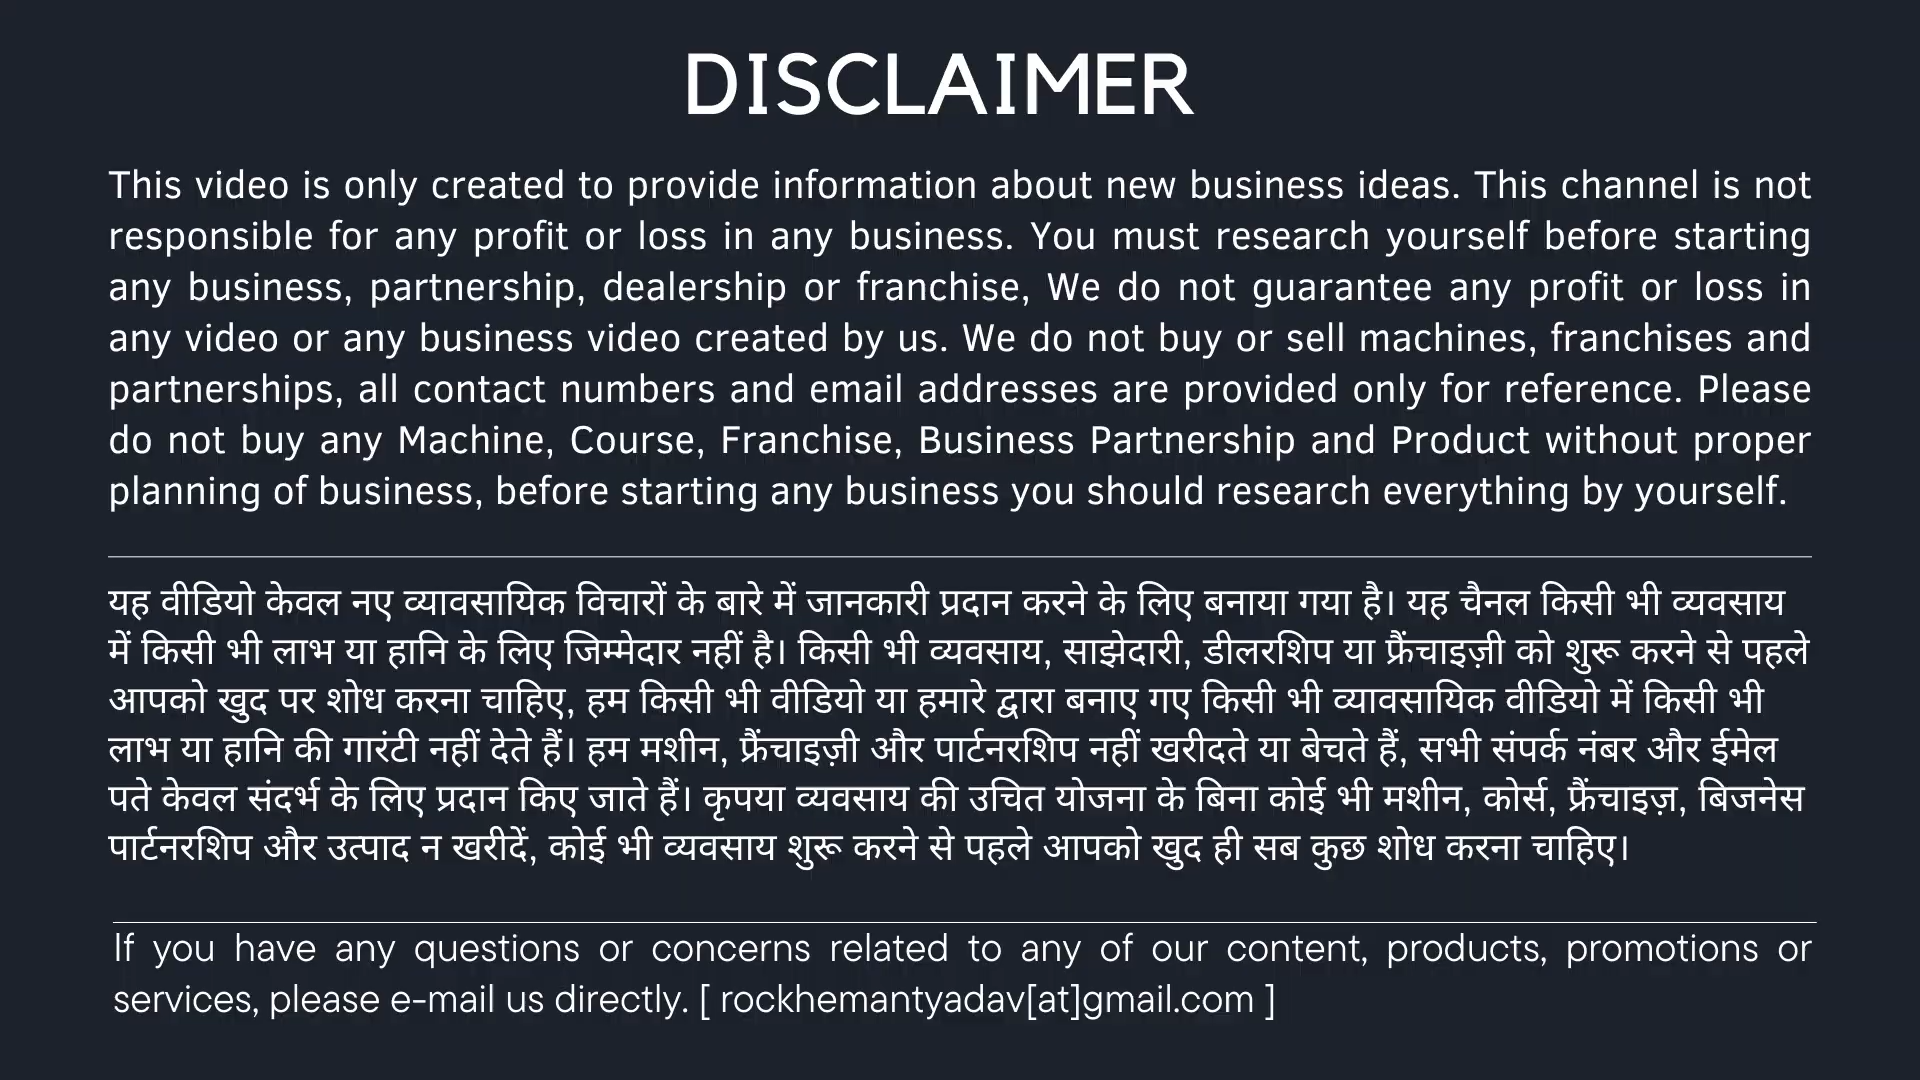 DISCLAIMER
This video is only created to provide information about new business ideas. This channel is not
responsible for any profit or loss in any business. You must research yourself before starting
any business, partnership, dealership or franchise, We do not guarantee any profit or loss in
any video or any business video created by us. We do not buy or sell machines, franchises and
partnerships, all contact numbers and email addresses are provided only for reference. Please
do not buy any Machine, Course, Franchise, Business Partnership and Product without proper
planning of business, before starting any business you should research everything by yourself.
यह वीडियो केवल नए व्यावसायिक विचारों के बारे में जानकारी प्रदान करने के लिए बनाया गया है। यह चैनल किसी भी व्यवसाय
में किसी भी लाभ या हानि के लिए जिम्मेदार नहीं है। किसी भी व्यवसाय, साझेदारी, डीलरशिप या फ्रैंचाइज़ी को शुरू करने से पहले
आपको खुद पर शोध करना चाहिए, हम किसी भी वीडियो या हमारे द्वारा बनाए गए किसी भी व्यावसायिक वीडियो में किसी भी
लाभ या हानि की गारंटी नहीं देते हैं। हम मशीन, फ्रैंचाइज़ी और पार्टनरशिप नहीं खरीदते या बेचते हैं, सभी संपर्क नंबर और ईमेल
पते केवल संदर्भ के लिए प्रदान किए जाते हैं। कृपया व्यवसाय की उचित योजना के बिना कोई भी मशीन, कोर्स, फ्रैंचाइज़, बिजनेस
पार्टनरशिप और उत्पाद न खरीदें, कोई भी व्यवसाय शुरू करने से पहले आपको खुद ही सब कुछ शोध करना चाहिए।
If you have any questions or concerns related to any of our content, products, promotions or
services, please e-mail us directly. [ rockhemantyadav[at]gmail.com ]